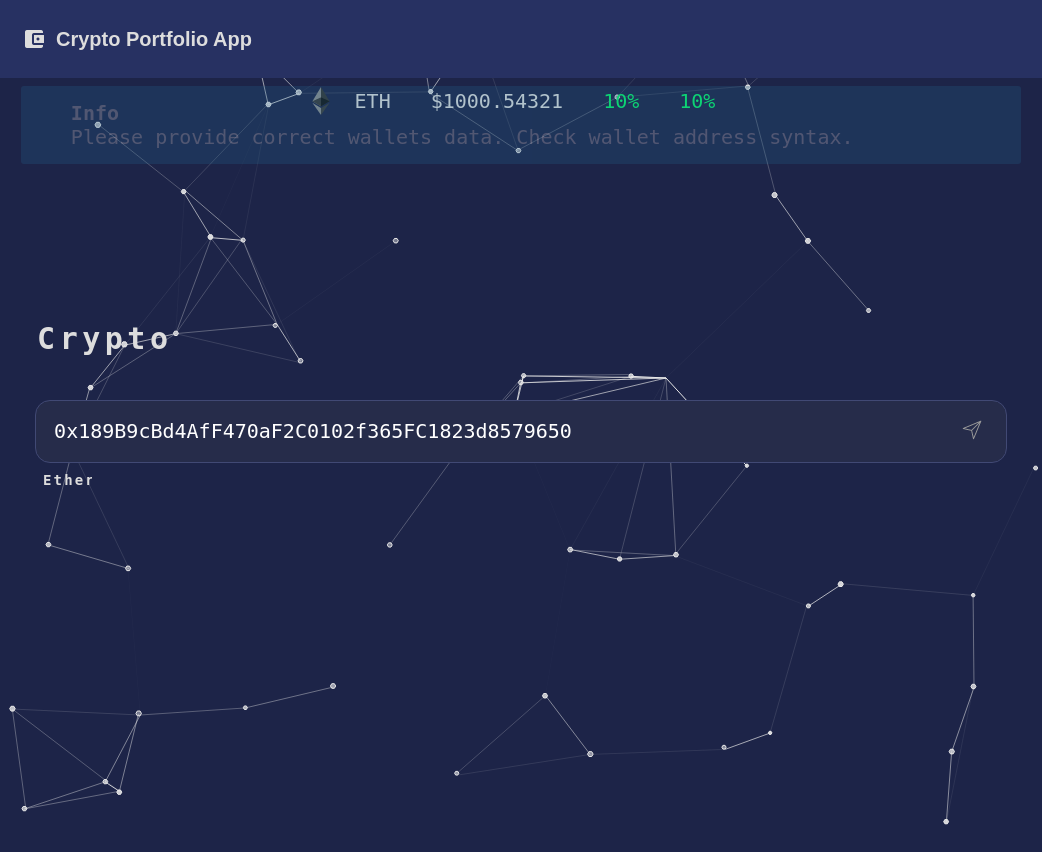 Crypto Portfolio App
ETH $1000.54321 10% 10%
Info
Please provide correct wallets data. Check wallet address syntax.
Crypto
0x189B9cBd4AfF470aF2C0102f365FC1823d8579650
Ether